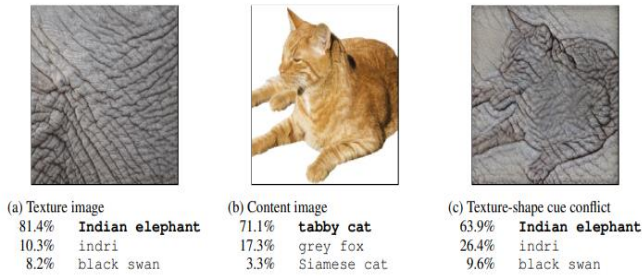 (a) Texture image
81.4% Indian elephant
10.3% indri
8.2% black swan
(b) Content image
71.1% tabby cat
17.3% grey fox
3.3% Siamese cat
(c) Texture-shape cue conflict
63.9% Indian elephant
26.4% indri
9.6% black swan